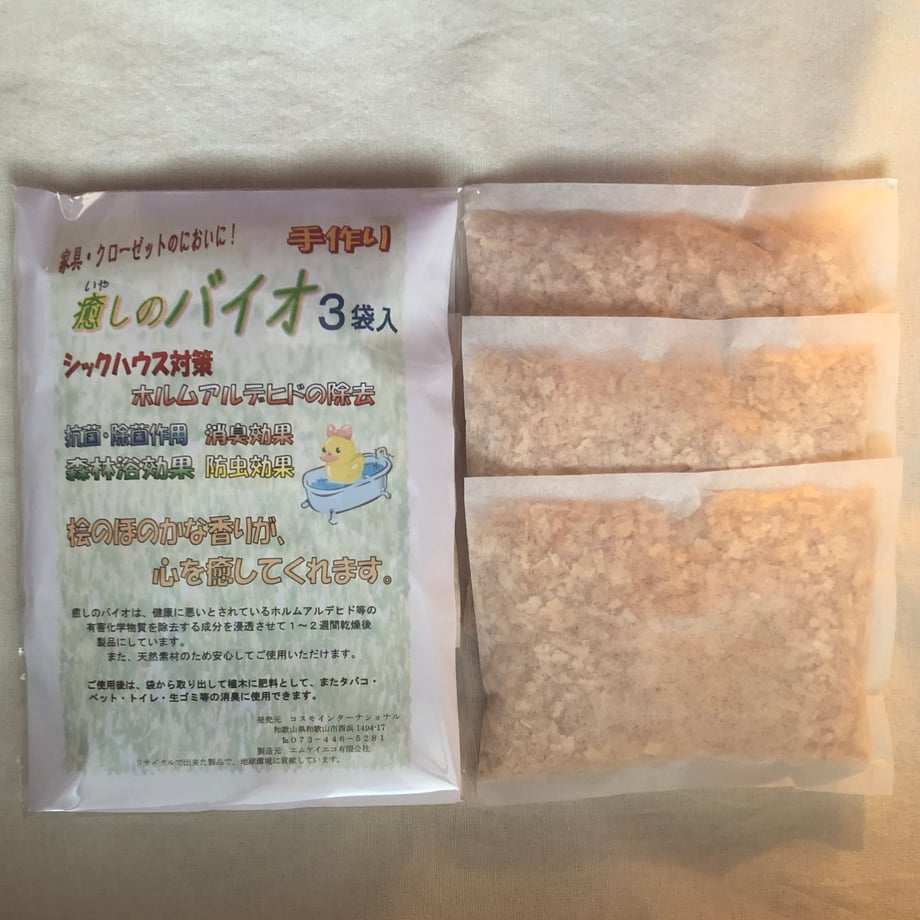 家具・クローゼットのにおいに！
手作り
いや
癒しのバイオ3袋入
シックハウス対策
ホルムアルデヒドの除去
抗菌・除菌作用 消臭効果
森林浴効果 防虫効果
桧のほのかな香りが、
心を癒してくれます。
癒しのバイオは、健康に悪いとされているホルムアルデヒド等の
有害化学物質を除去する成分を浸透させて１～２週間乾燥後
製品にしています。
また、天然素材のため安心してご使用いただけます。
ご使用後は、袋から取り出して植木に肥料として、またタバコ・
ペット・トイレ・生ゴミ等の消臭に使用できます。
発売元 コスモインターナショナル
和歌山県和歌山市西浜1494-17
℡０７３－４４６－５２８１
製造元 エムケイエコ有限会社
リサイクルで出来た製品で、地球環境に貢献しています。